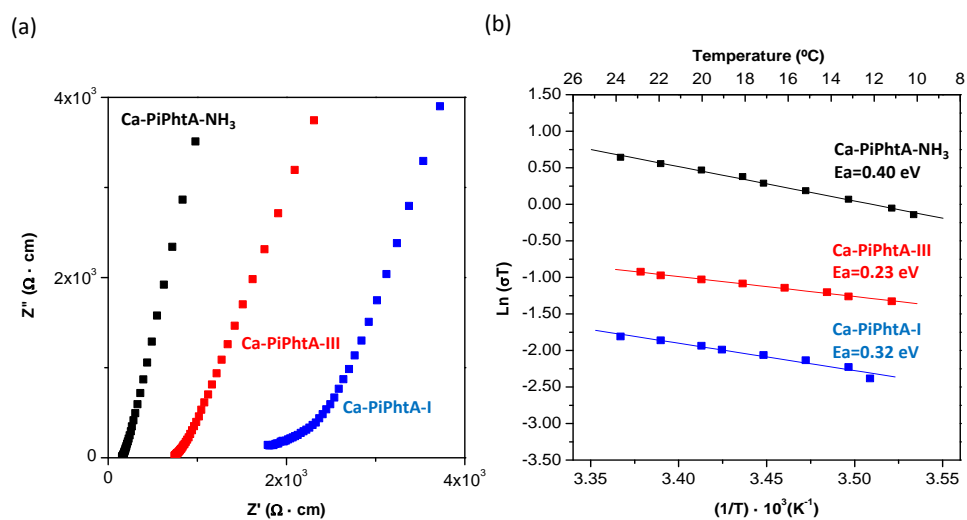 (a)
4x10³
2x10³
0
Z'' (Ω · cm)
Ca-PiPhtA-NH₃
Ca-PiPhtA-III
Ca-PiPhtA-I
0
2x10³
4x10³
Z' (Ω · cm)
(b)
Temperature (ºC)
26 24 22 20 18 16 14 12 10 8
1.50
1.00
0.50
0.00
-0.50
-1.00
-1.50
-2.00
-2.50
-3.50
Ln (σT)
Ca-PiPhtA-NH₃
Ea=0.40 eV
Ca-PiPhtA-III
Ea=0.23 eV
Ca-PiPhtA-I
Ea=0.32 eV
3.35 3.40 3.45 3.50 3.55
(1/T) · 10³(K⁻¹)